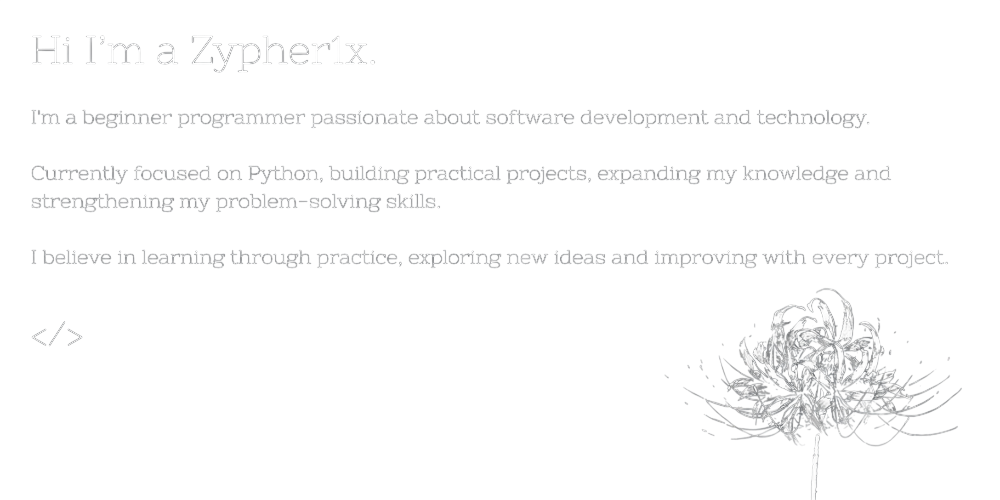 Hi I'm a Zypher1x.
I'm a beginner programmer passionate about software development and technology.
Currently focused on Python, building practical projects, expanding my knowledge and
strengthening my problem-solving skills.
I believe in learning through practice, exploring new ideas and improving with every project.
</>